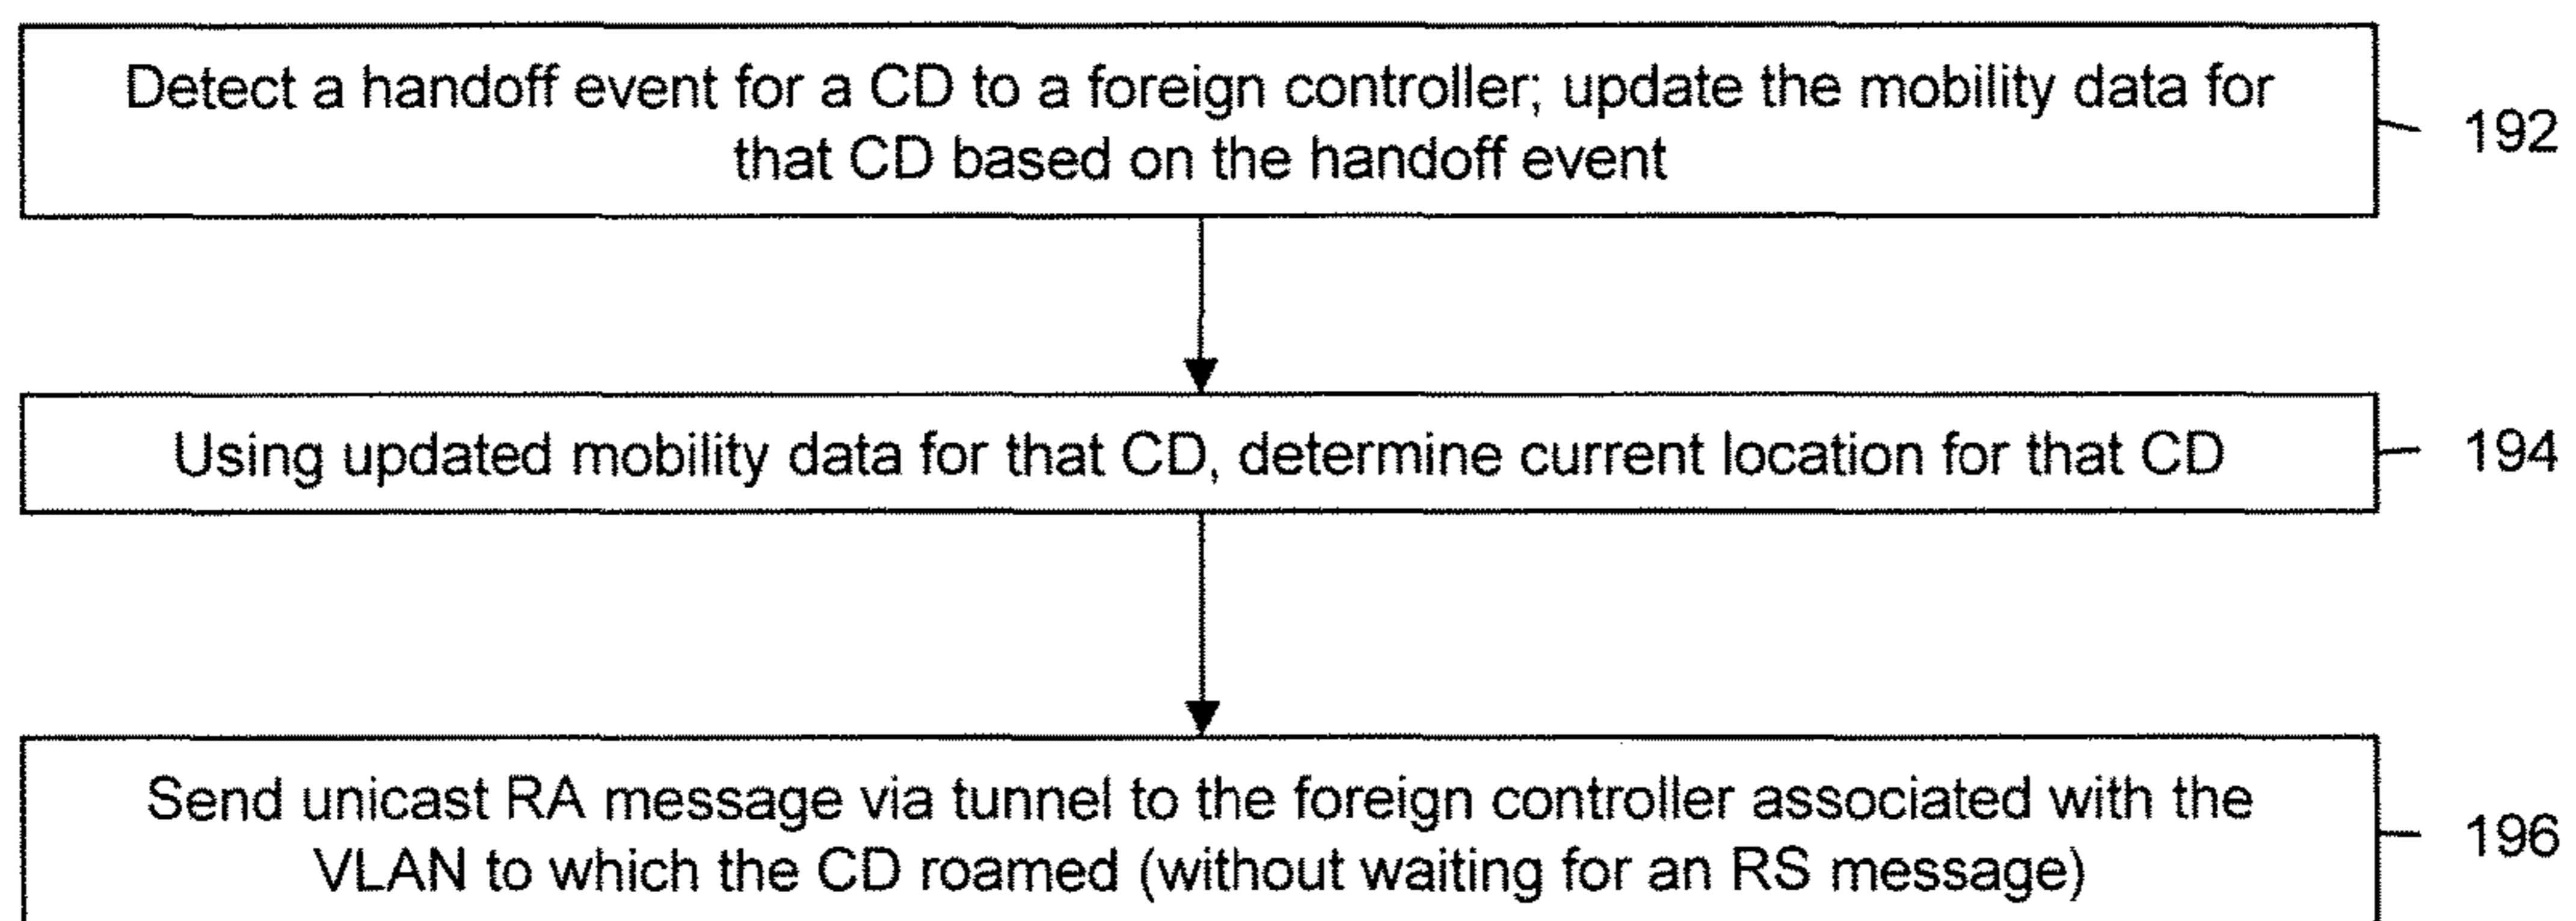 Detect a handoff event for a CD to a foreign controller; update the mobility data for
that CD based on the handoff event
192
Using updated mobility data for that CD, determine current location for that CD
194
Send unicast RA message via tunnel to the foreign controller associated with the
VLAN to which the CD roamed (without waiting for an RS message)
196